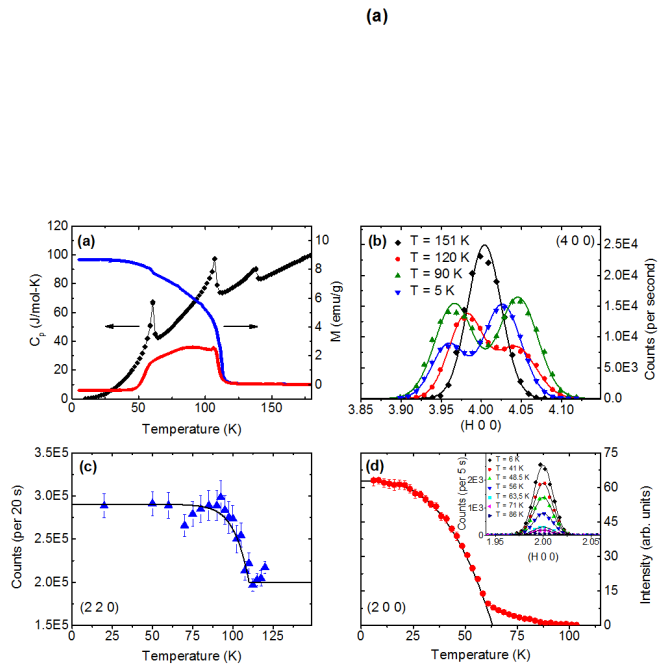 (a)
(a)
120
100
80
60
40
20
0
Cp (J/mol-K)
10
8
6
4
2
0
M (emu/g)
0
50
100
150
Temperature (K)
(b)
(4 0 0)
T = 151 K
T = 120 K
T = 90 K
T = 5 K
2.5E4
2.0E4
1.5E4
1.0E4
5.0E3
0.0
Counts (per second)
3.85
3.90
3.95
4.00
4.05
4.10
(H 0 0)
(c)
3.5E5
3.0E5
2.5E5
2.0E5
1.5E5
Counts (per 20 s)
(2 2 0)
0
25
50
75
100
125
Temperature (K)
(d)
(2 0 0)
75
60
45
30
15
0
Intensity (arb. units)
0
25
50
75
100
Temperature (K)
T = 6 K
T = 41 K
T = 48.5 K
T = 56 K
T = 63.5 K
T = 71 K
T = 86 K
2E3
1E3
0
Counts (per 5 s)
1.95
2.00
2.05
(H 0 0)